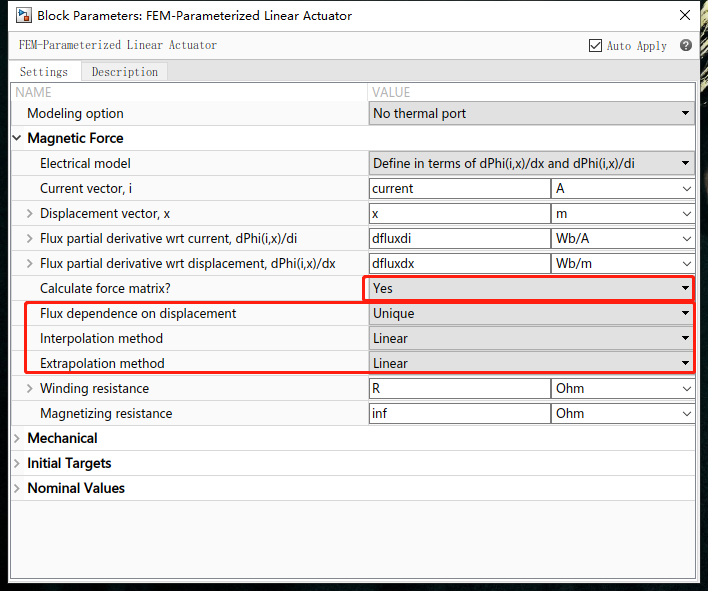 Block Parameters: FEM-Parameterized Linear Actuator
FEM-Parameterized Linear Actuator
Auto Apply
Settings Description
NAME VALUE
Modeling option No thermal port
Magnetic Force
Electrical model Define in terms of dPhi(i,x)/dx and dPhi(i,x)/di
Current vector, i current A
Displacement vector, x x m
Flux partial derivative wrt current, dPhi(i,x)/di dfluxdi Wb/A
Flux partial derivative wrt displacement, dPhi(i,x)/dx dfluxdx Wb/m
Calculate force matrix? Yes
Flux dependence on displacement Unique
Interpolation method Linear
Extrapolation method Linear
Winding resistance R Ohm
Magnetizing resistance inf Ohm
Mechanical
Initial Targets
Nominal Values